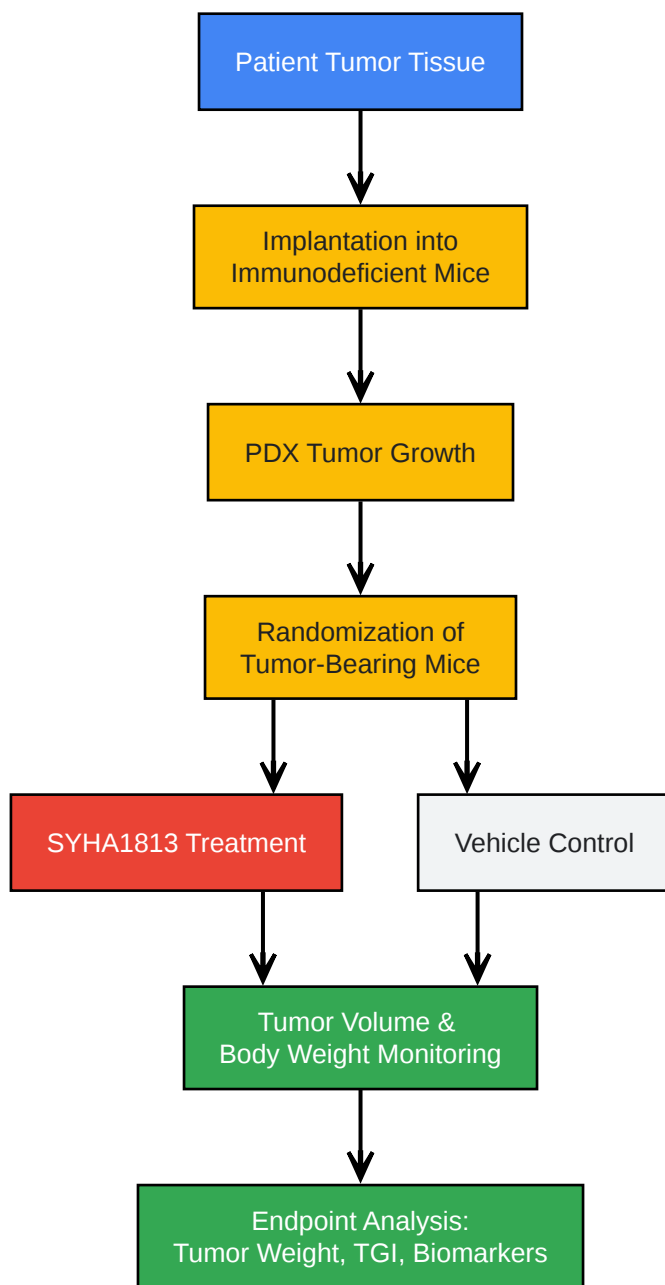 Patient Tumor Tissue
Implantation into
Immunodeficient Mice
PDX Tumor Growth
Randomization of
Tumor-Bearing Mice
SYHA1813 Treatment
Vehicle Control
Tumor Volume &
Body Weight Monitoring
Endpoint Analysis:
Tumor Weight, TGI, Biomarkers